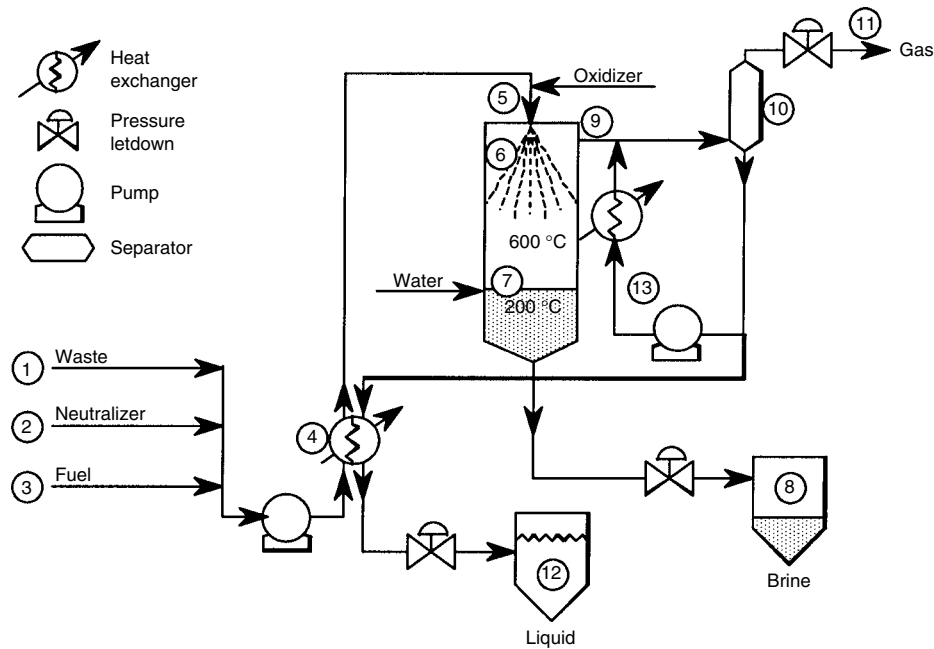 Heat
exchanger
Pressure
letdown
Pump
Separator
11
Gas
10
Oxidizer
5
9
6
600 °C
Water
7
200 °C
13
1
Waste
2
Neutralizer
3
Fuel
4
8
Brine
12
Liquid